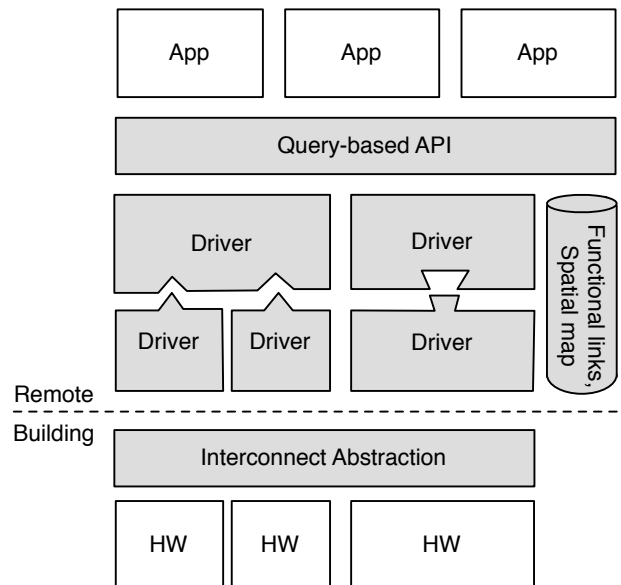 App
App
App
Query-based API
Driver
Driver
Functional links,
Spatial map
Driver
Driver
Driver
Remote
Building
Interconnect Abstraction
HW
HW
HW